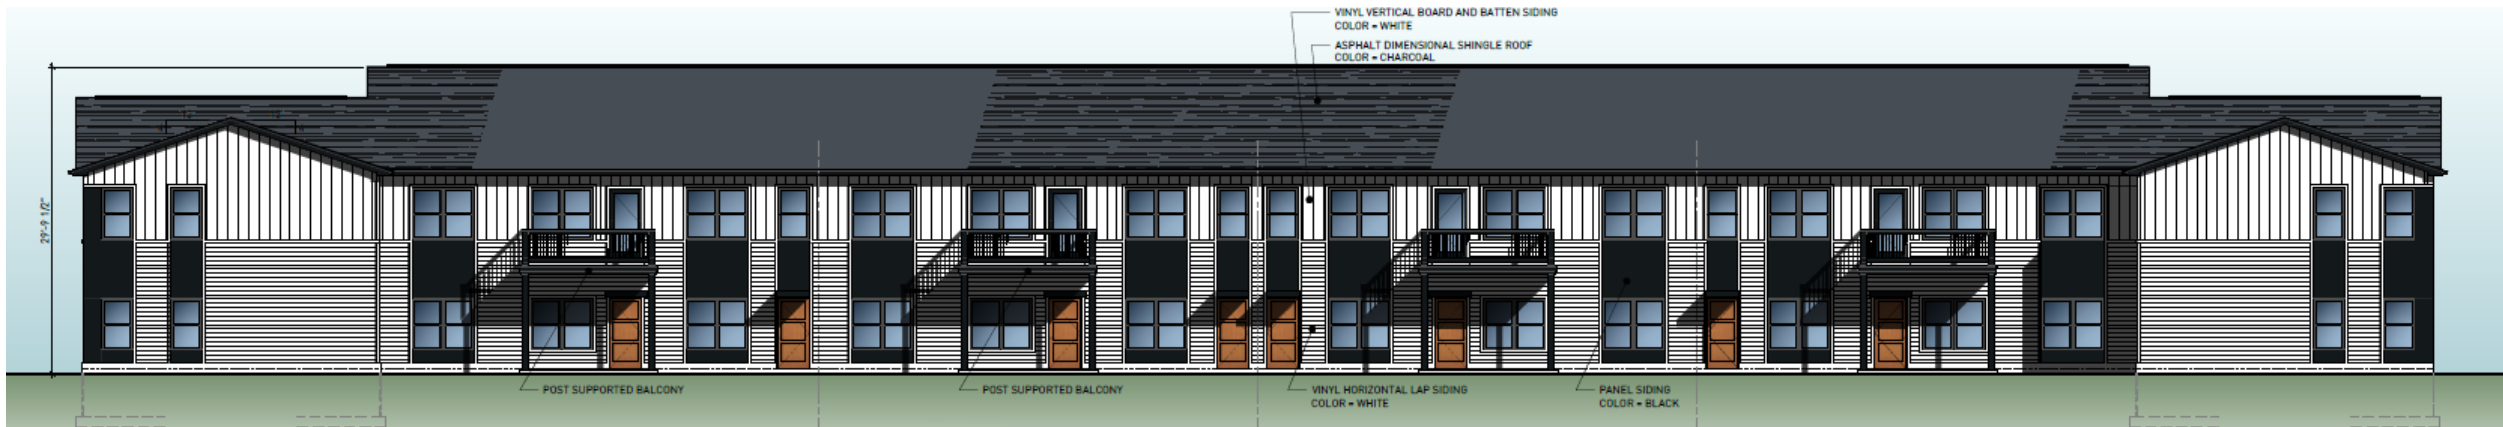 VINYL VERTICAL BOARD AND BATTEN SIDING
COLOR = WHITE
ASPHALT DIMENSIONAL SHINGLE ROOF
COLOR = CHARCOAL
29'-9 1/2"
POST SUPPORTED BALCONY
POST SUPPORTED BALCONY
VINYL HORIZONTAL LAP SIDING
COLOR = WHITE
PANEL SIDING
COLOR = BLACK